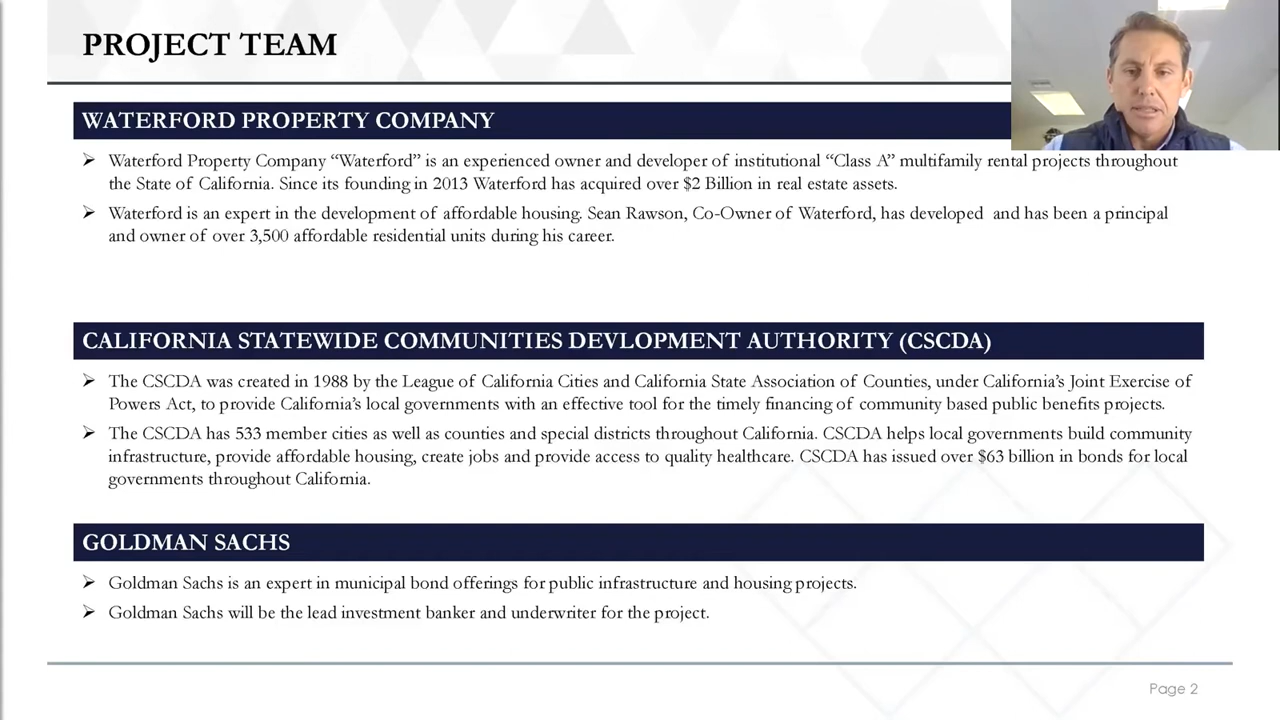 PROJECT TEAM
WATERFORD PROPERTY COMPANY
➢ Waterford Property Company “Waterford” is an experienced owner and developer of institutional “Class A” multifamily rental projects throughout
the State of California. Since its founding in 2013 Waterford has acquired over $2 Billion in real estate assets.
➢ Waterford is an expert in the development of affordable housing. Sean Rawson, Co-Owner of Waterford, has developed and has been a principal
and owner of over 3,500 affordable residential units during his career.
CALIFORNIA STATEWIDE COMMUNITIES DEVLOPMENT AUTHORITY (CSCDA)
➢ The CSCDA was created in 1988 by the League of California Cities and California State Association of Counties, under California’s Joint Exercise of
Powers Act, to provide California’s local governments with an effective tool for the timely financing of community based public benefits projects.
➢ The CSCDA has 533 member cities as well as counties and special districts throughout California. CSCDA helps local governments build community
infrastructure, provide affordable housing, create jobs and provide access to quality healthcare. CSCDA has issued over $63 billion in bonds for local
governments throughout California.
GOLDMAN SACHS
➢ Goldman Sachs is an expert in municipal bond offerings for public infrastructure and housing projects.
➢ Goldman Sachs will be the lead investment banker and underwriter for the project.
Page 2